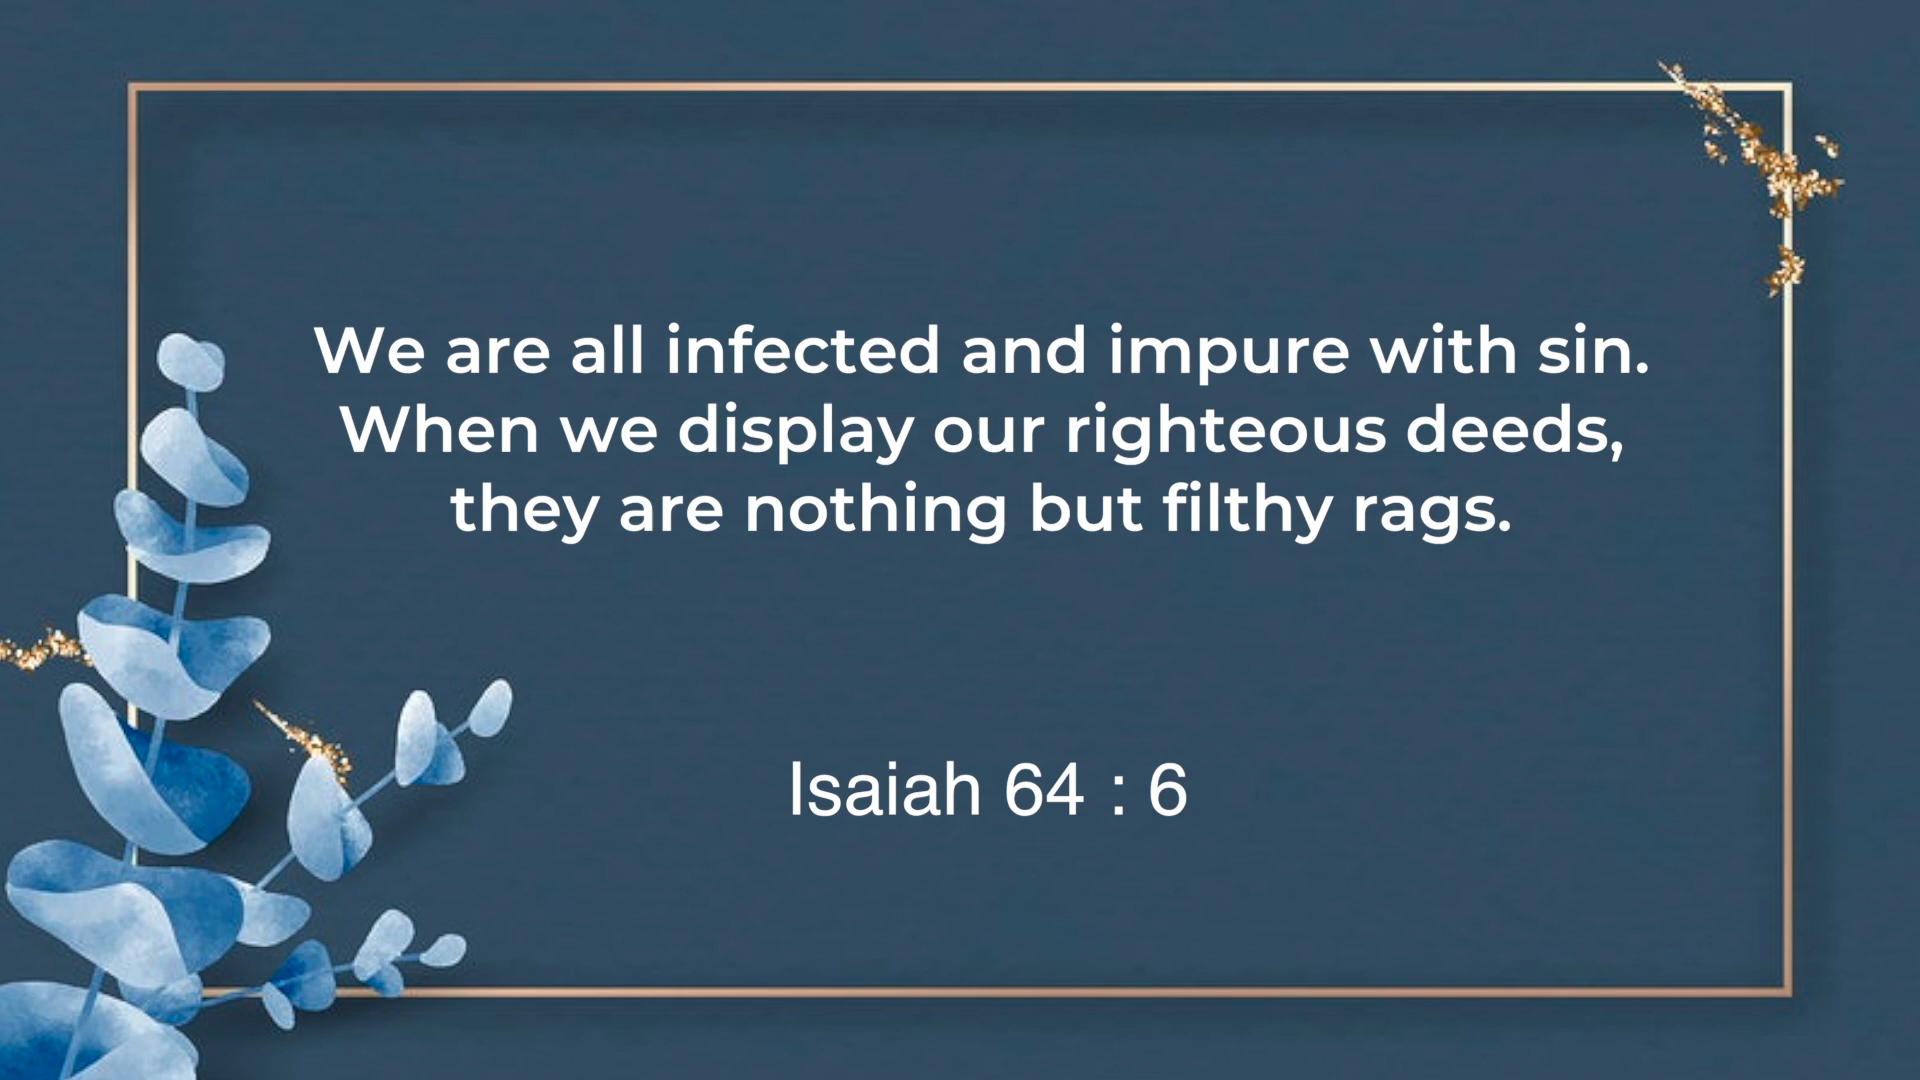 We are all infected and impure with sin.
When we display our righteous deeds,
they are nothing but filthy rags.
Isaiah 64 : 6